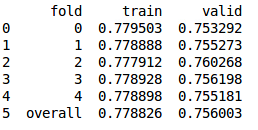 fold train valid
0 0 0.779503 0.753292
1 1 0.778888 0.755273
2 2 0.777912 0.760268
3 3 0.778928 0.756198
4 4 0.778898 0.755181
5 overall 0.778826 0.756003